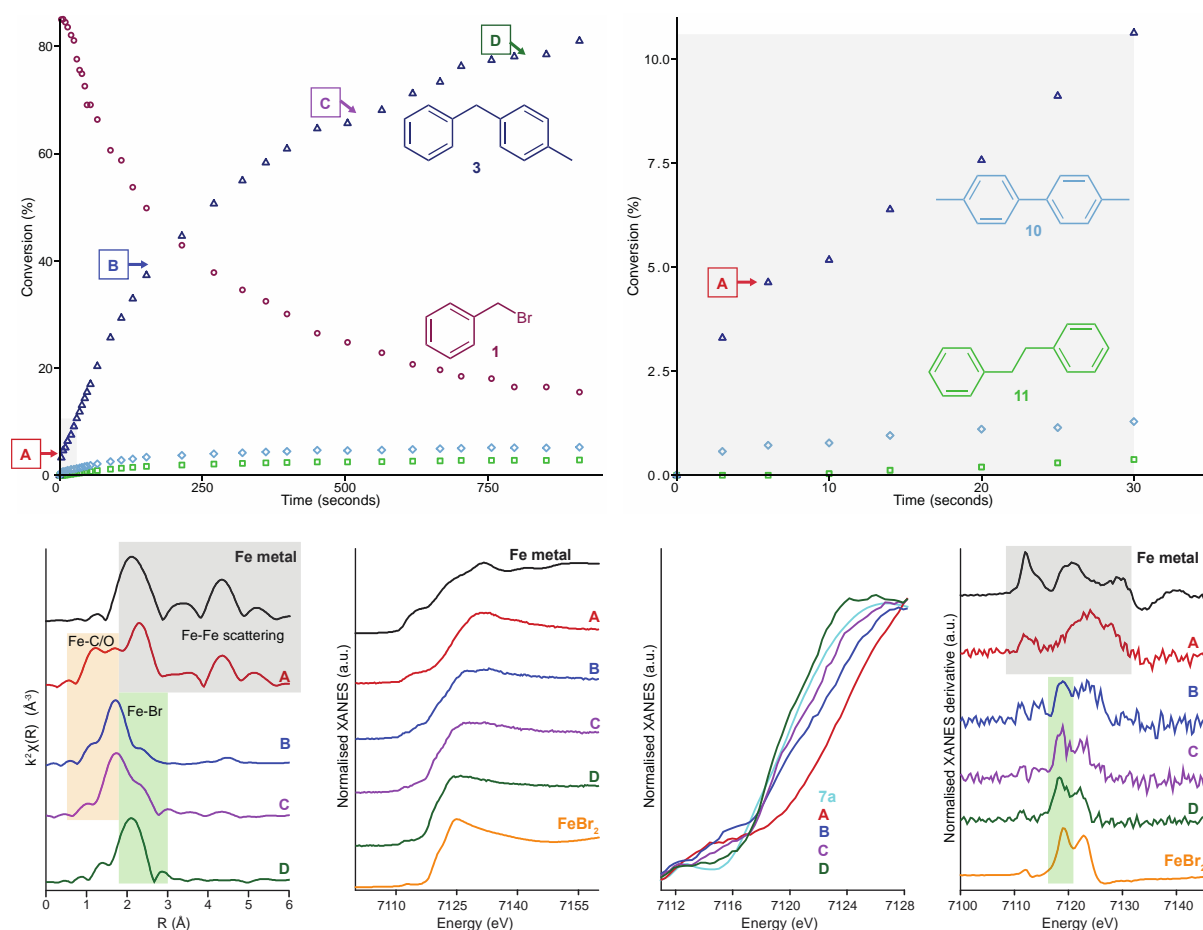 80
60
40
20
0
Conversion (%)
0
250
500
750
Time (seconds)
A
B
C
D
3
Br
1
10.0
7.5
5.0
2.5
0.0
Conversion (%)
0
10
20
30
Time (seconds)
A
10
11
Fe metal
Fe-C/O
Fe-Fe scattering
A
Fe-Br
B
C
D
k²χ(R) (Å⁻³)
0
1
2
3
4
5
6
R (Å)
Fe metal
A
B
C
D
FeBr₂
Normalised XANES (a.u.)
7110
7125
7140
7155
Energy (eV)
Normalised XANES (a.u.)
7a
A
B
C
D
7112
7116
7120
7124
7128
Energy (eV)
Fe metal
A
B
C
D
FeBr₂
Normalised XANES derivative (a.u.)
7100
7110
7120
7130
7140
Energy (eV)